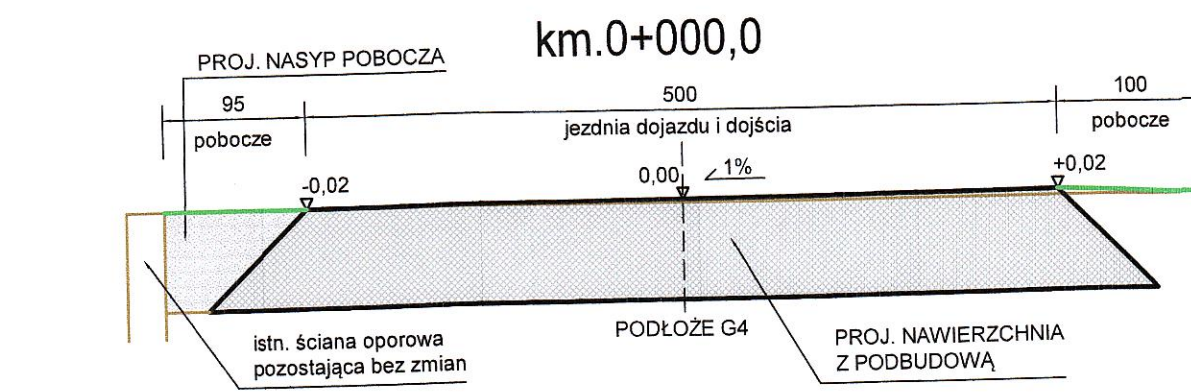 km.0+000,0
PROJ. NASYP POBOCZA
95
500
100
pobocze
jezdnia dojazdu i dojścia
pobocze
-0,02
0,00
1%
+0,02
istn. ściana oporowa
pozostająca bez zmian
PODŁOŻE G4
PROJ. NAWIERZCHNIA
Z PODBUDOWĄ